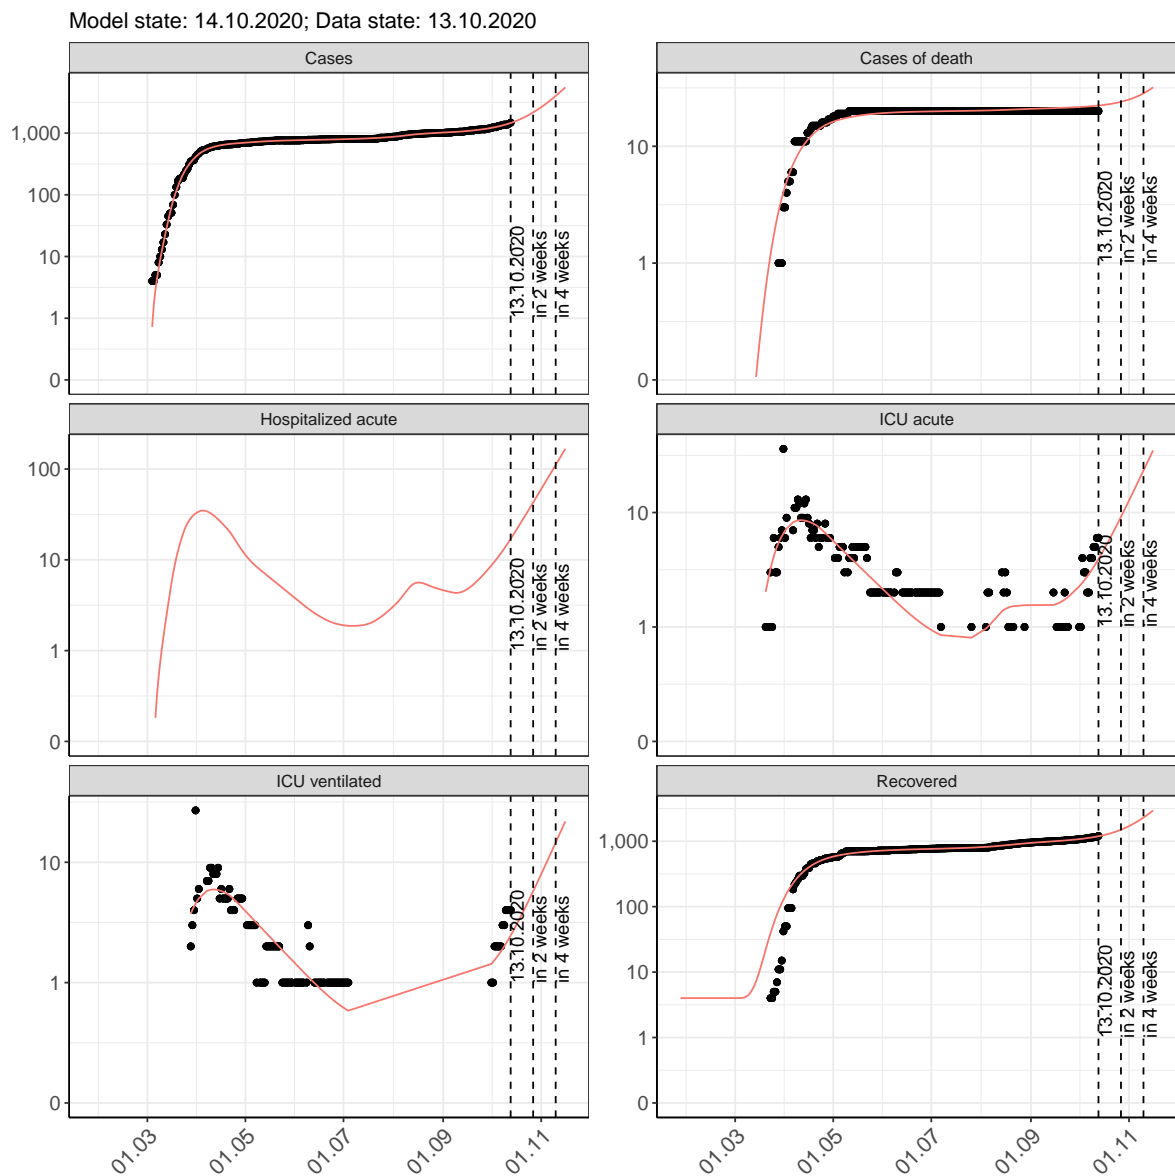 Model state: 14.10.2020; Data state: 13.10.2020
Cases
1,000
100
10
1
0
13.10.2020
in 2 weeks
in 4 weeks
Cases of death
10
1
0
13.10.2020
in 2 weeks
in 4 weeks
Hospitalized acute
100
10
1
0
13.10.2020
in 2 weeks
in 4 weeks
ICU acute
10
1
0
13.10.2020
in 2 weeks
in 4 weeks
ICU ventilated
10
1
0
13.10.2020
in 2 weeks
in 4 weeks
01.03
01.05
01.07
01.09
01.11
Recovered
1,000
100
10
1
0
13.10.2020
in 2 weeks
in 4 weeks
01.03
01.05
01.07
01.09
01.11